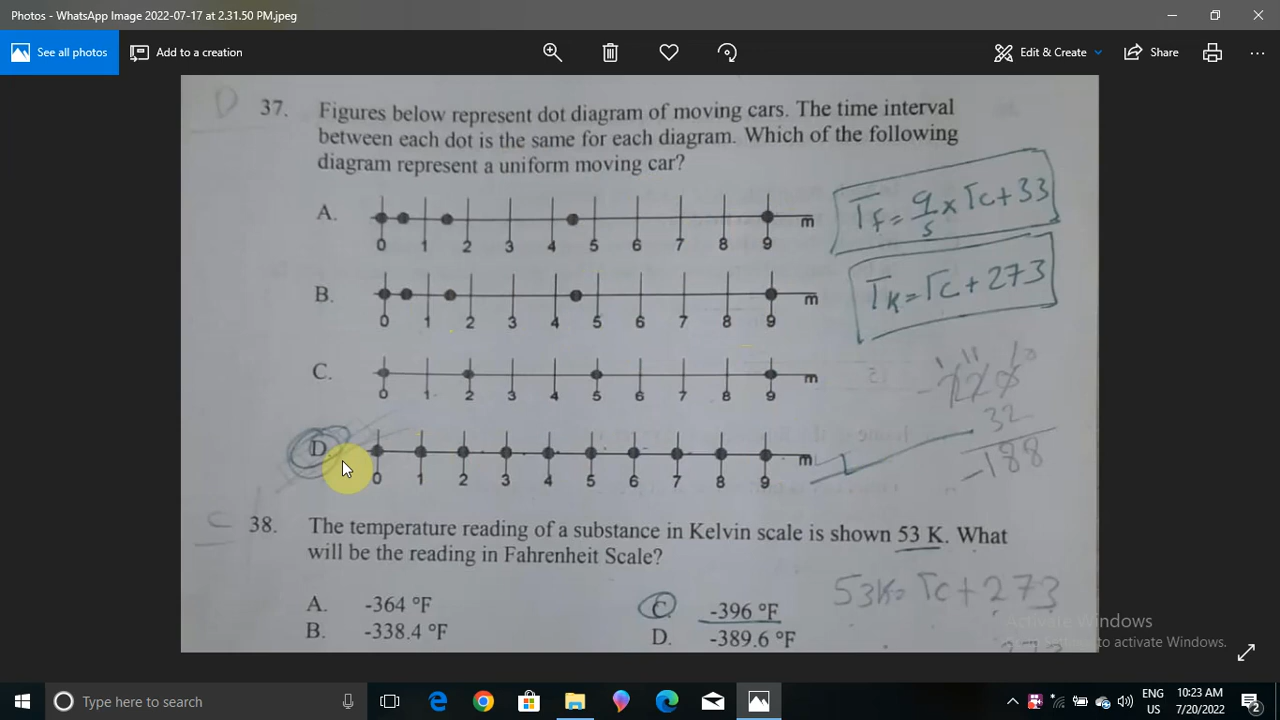 Photos - WhatsApp Image 2022-07-17 at 2.31.50 PM.jpeg
See all photos
Add to a creation
Edit & Create
Share
D
37. Figures below represent dot diagram of moving cars. The time interval
between each dot is the same for each diagram. Which of the following
diagram represent a uniform moving car?
A. 0 1 2 3 4 5 6 7 8 9 m
TF = 9/5 x Tc + 33
B. 0 1 2 3 4 5 6 7 8 9 m
TK = Tc + 273
C. 0 1 2 3 4 5 6 7 8 9 m
32
-188
D. 0 1 2 3 4 5 6 7 8 9 m
C
38. The temperature reading of a substance in Kelvin scale is shown 53 K. What
will be the reading in Fahrenheit Scale?
A. -364 °F
C -396 °F
B. -338.4 °F
D. -389.6 °F
53K = Tc + 273
Activate Windows
to activate Windows.
Type here to search
ENG
US
10:23 AM
7/20/2022
2